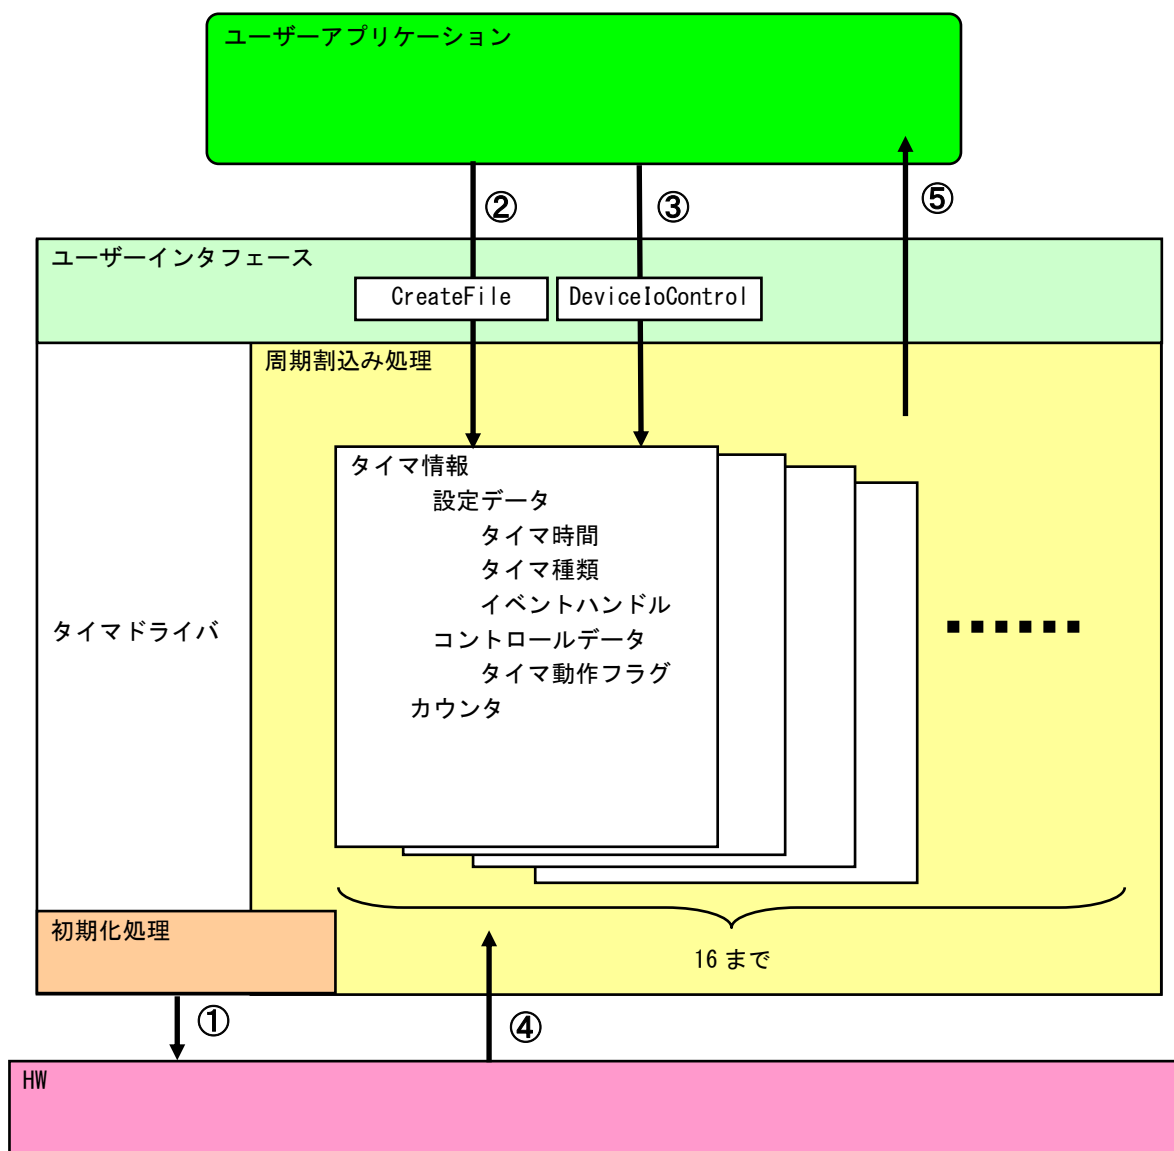 ユーザーアプリケーション
②
③
⑤
ユーザーインタフェース
CreateFile
DeviceIoControl
周期割込み処理
タイマ情報
設定データ
タイマ時間
タイマ種類
イベントハンドル
コントロールデータ
タイマ動作フラグ
カウンタ
タイマドライバ
初期化処理
16 まで
①
④
HW